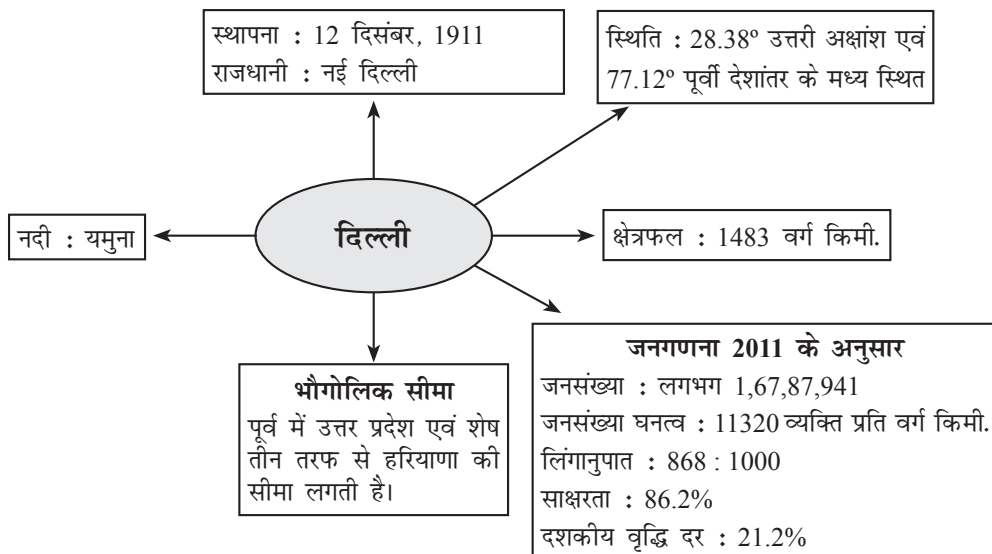 स्थापना : 12 दिसंबर, 1911
राजधानी : नई दिल्ली
स्थिति : 28.38º उत्तरी अक्षांश एवं
77.12º पूर्वी देशांतर के मध्य स्थित
नदी : यमुना
दिल्ली
क्षेत्रफल : 1483 वर्ग किमी.
भौगोलिक सीमा
पूर्व में उत्तर प्रदेश एवं शेष
तीन तरफ से हरियाणा की
सीमा लगती है।
जनगणना 2011 के अनुसार
जनसंख्या : लगभग 1,67,87,941
जनसंख्या घनत्व : 11320 व्यक्ति प्रति वर्ग किमी.
लिंगानुपात : 868 : 1000
साक्षरता : 86.2%
दशकीय वृद्धि दर : 21.2%